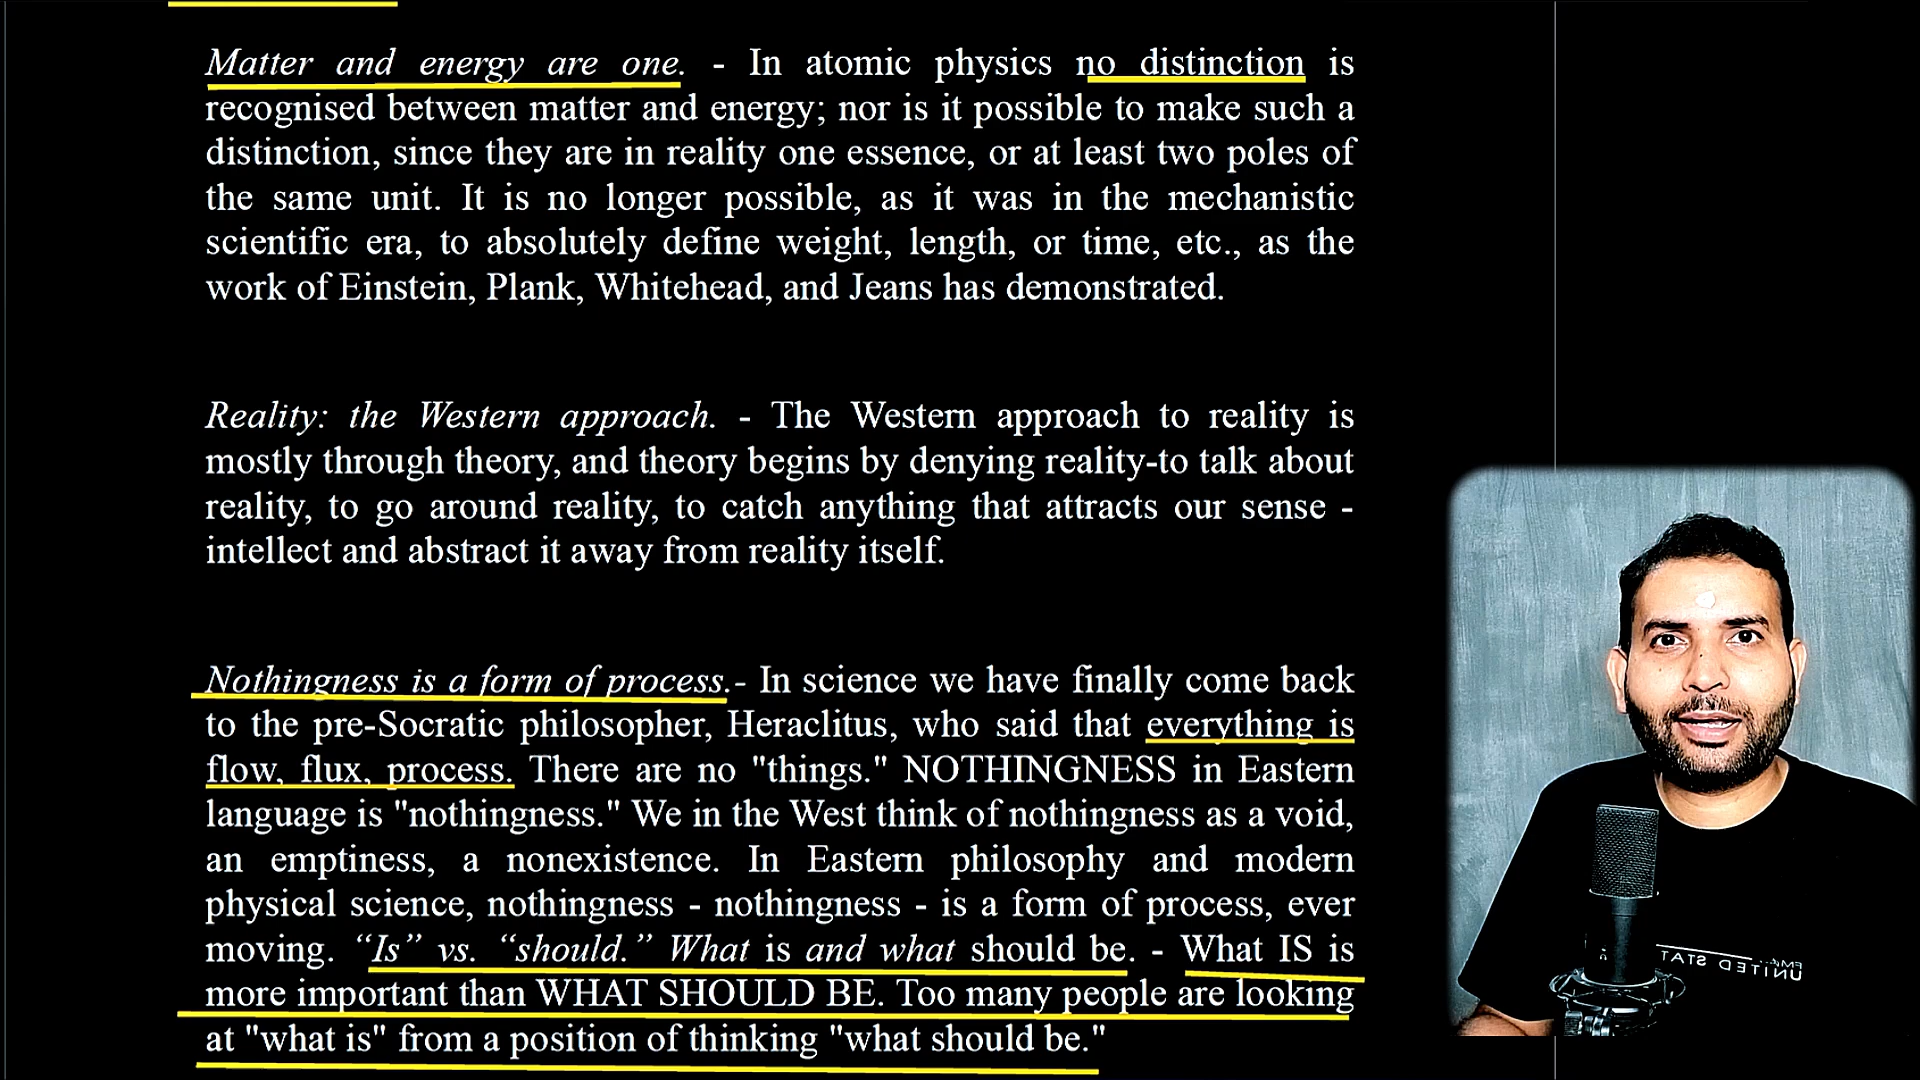 Matter and energy are one. - In atomic physics no distinction is
recognised between matter and energy; nor is it possible to make such a
distinction, since they are in reality one essence, or at least two poles of
the same unit. It is no longer possible, as it was in the mechanistic
scientific era, to absolutely define weight, length, or time, etc., as the
work of Einstein, Plank, Whitehead, and Jeans has demonstrated.
Reality: the Western approach. - The Western approach to reality is
mostly through theory, and theory begins by denying reality-to talk about
reality, to go around reality, to catch anything that attracts our sense -
intellect and abstract it away from reality itself.
Nothingness is a form of process.- In science we have finally come back
to the pre-Socratic philosopher, Heraclitus, who said that everything is
flow, flux, process. There are no "things." NOTHINGNESS in Eastern
language is "nothingness." We in the West think of nothingness as a void,
an emptiness, a nonexistence. In Eastern philosophy and modern
physical science, nothingness - nothingness - is a form of process, ever
moving. “Is” vs. “should.” What is and what should be. - What IS is
more important than WHAT SHOULD BE. Too many people are looking
at "what is" from a position of thinking "what should be."
UNITED STAT